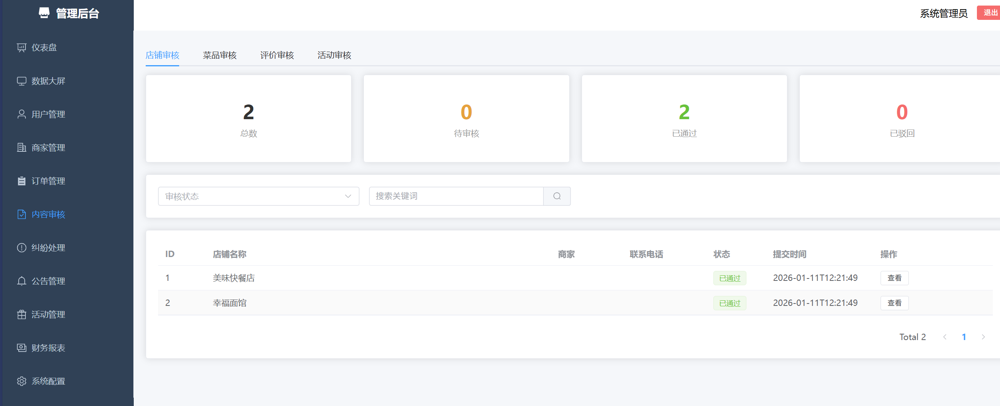 管理后台
系统管理员 退出
仪表盘
数据大屏
用户管理
商家管理
订单管理
内容审核
纠纷处理
公告管理
活动管理
财务报表
系统配置
店铺审核 菜品审核 评价审核 活动审核
2 0 2 0
总数 待审核 已通过 已驳回
审核状态 搜索关键词
ID 店铺名称 商家 联系电话 状态 提交时间 操作
1 美味快餐店 已通过 2026-01-11T12:21:49 查看
2 幸福面馆 已通过 2026-01-11T12:21:49 查看
Total 2 1